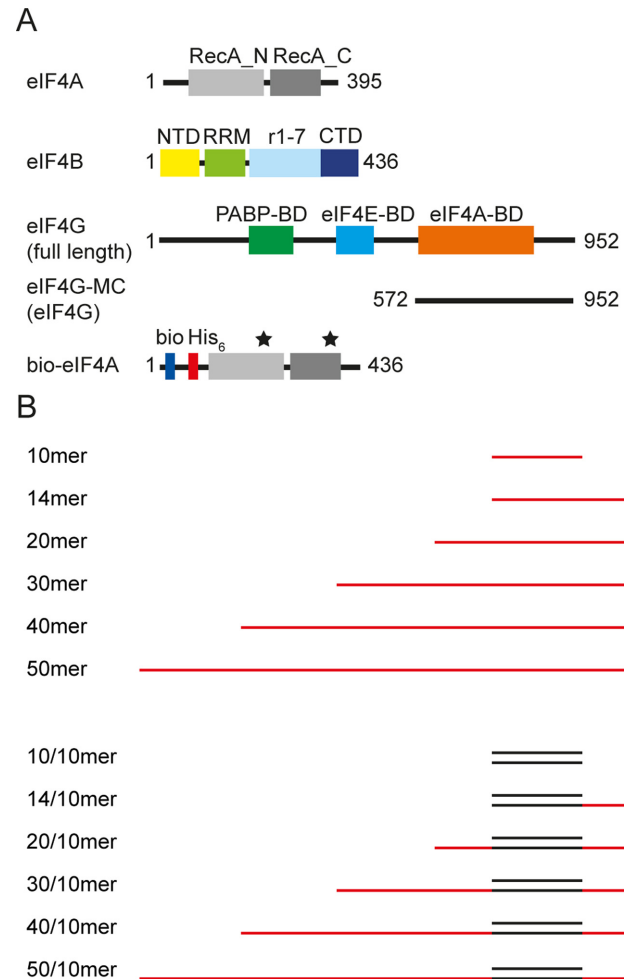 A
RecA_N RecA_C
eIF4A 1 395
NTD RRM r1-7 CTD
eIF4B 1 436
PABP-BD eIF4E-BD eIF4A-BD
eIF4G
(full length) 1 952
eIF4G-MC
(eIF4G) 572 952
bio His6
bio-eIF4A 1 436
B
10mer
14mer
20mer
30mer
40mer
50mer
10/10mer
14/10mer
20/10mer
30/10mer
40/10mer
50/10mer